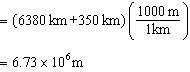 = (6380 km +350 km) (1000 m / 1km)
= 6.73 × 10⁶ m